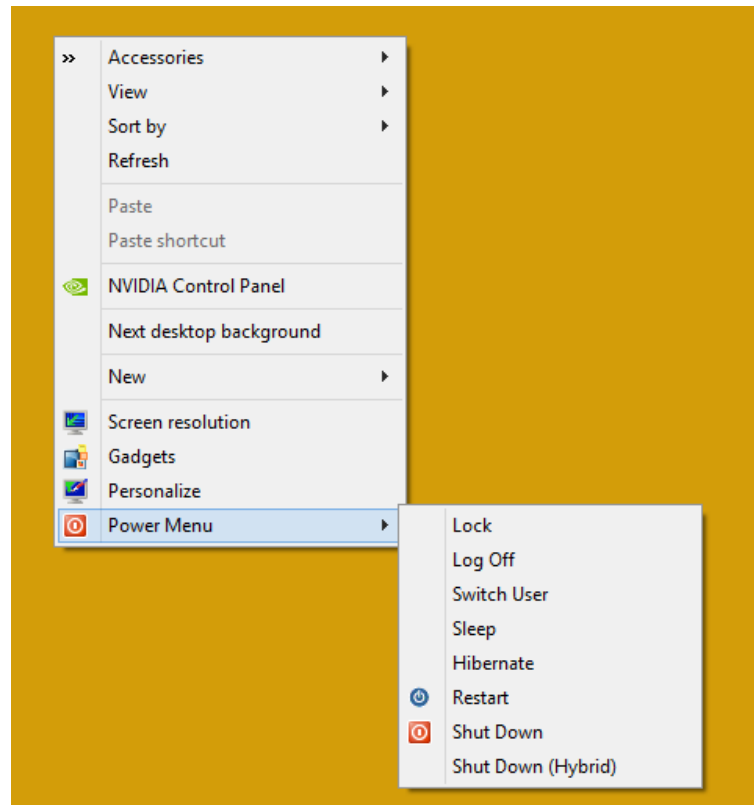 Accessories
View
Sort by
Refresh
Paste
Paste shortcut
NVIDIA Control Panel
Next desktop background
New
Screen resolution
Gadgets
Personalize
Power Menu
Lock
Log Off
Switch User
Sleep
Hibernate
Restart
Shut Down
Shut Down (Hybrid)